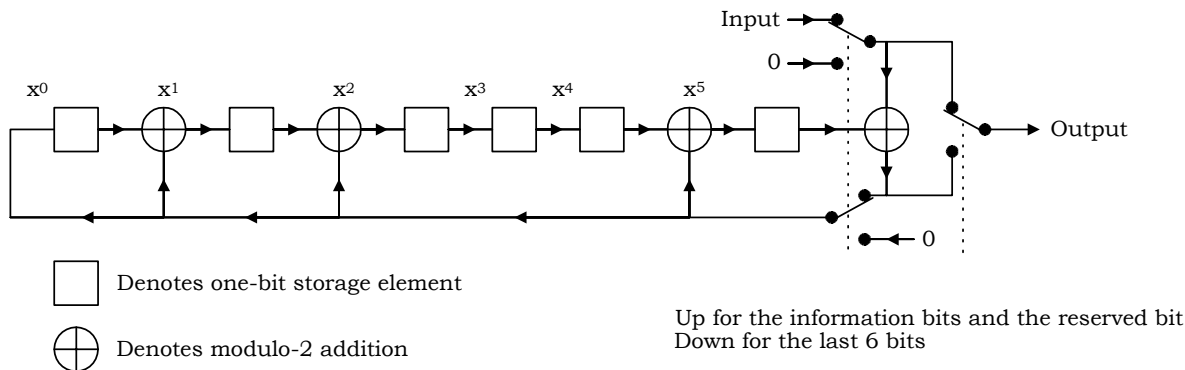 Input
0
x0 x1 x2 x3 x4 x5
Output
0
Denotes one-bit storage element
Up for the information bits and the reserved bit
Down for the last 6 bits
Denotes modulo-2 addition